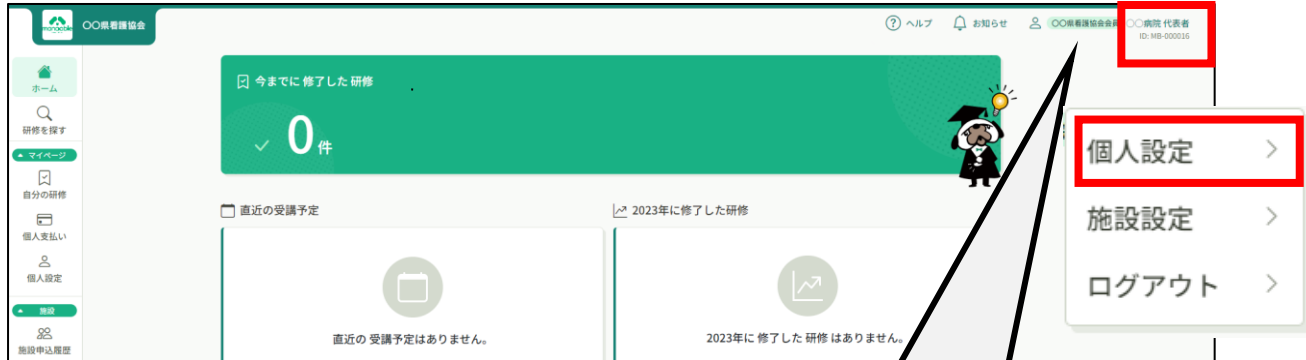 manaable
〇〇県看護協会
ヘルプ
お知らせ
〇〇県看護協会会員
〇〇病院 代表者
ID: MB-000016
ホーム
研修を探す
マイページ
自分の研修
個人支払い
個人設定
施設
施設申込履歴
今までに 修了した 研修
0 件
直近の受講予定
直近の 受講予定はありません。
2023年に修了した研修
2023年に 修了した 研修 はありません。
個人設定
施設設定
ログアウト